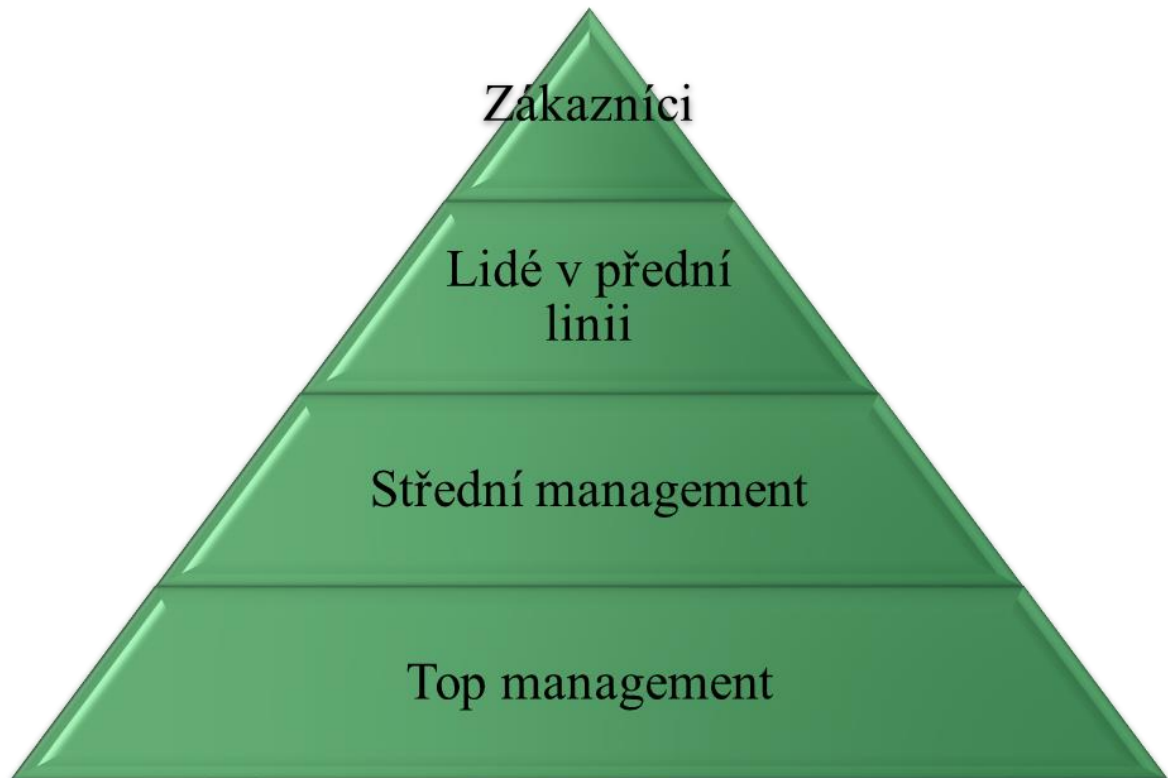 Zákazníci
Lidé v přední
linii
Střední management
Top management